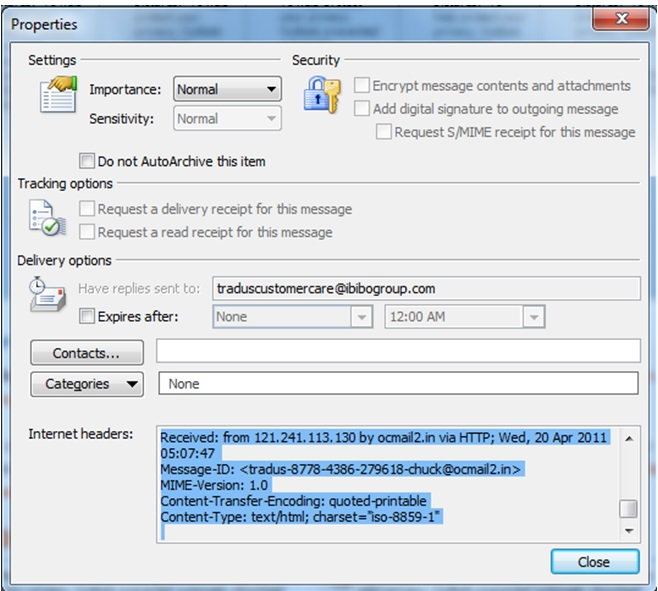 Properties
Settings
Security
Importance:
Normal
Encrypt message contents and attachments
Sensitivity:
Normal
Add digital signature to outgoing message
Request S/MIME receipt for this message
Do not AutoArchive this item
Tracking options
Request a delivery receipt for this message
Request a read receipt for this message
Delivery options
Have replies sent to:
traduscustomercare@ibibogroup.com
Expires after:
None
12:00 AM
Contacts...
Categories
None
Internet headers:
Received: from 121.241.113.130 by ocmail2.in via HTTP; Wed, 20 Apr 2011
05:07:47
Message-ID: <tradus-8778-4386-279618-chuck@ocmail2.in>
MIME-Version: 1.0
Content-Transfer-Encoding: quoted-printable
Content-Type: text/html; charset="iso-8859-1"
Close